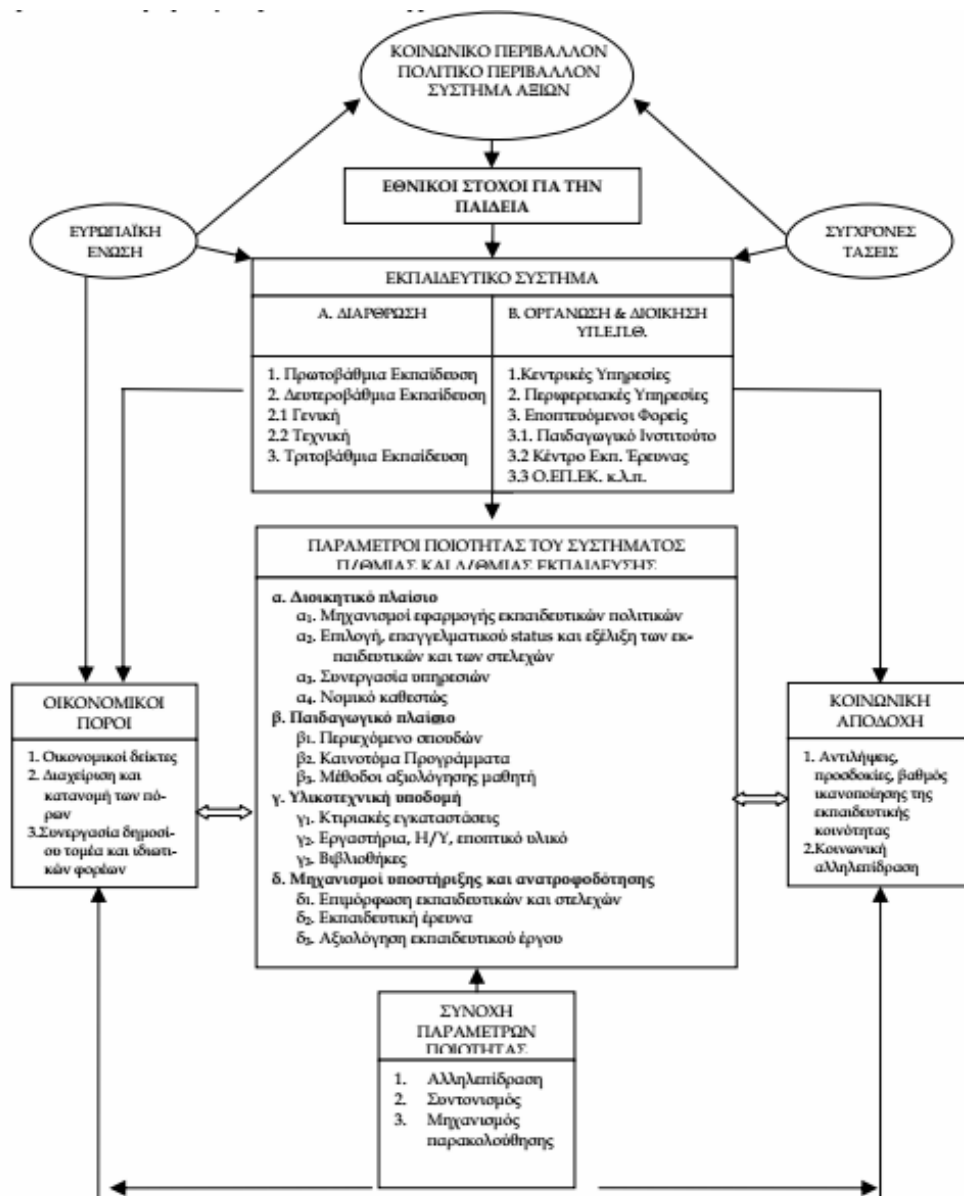 ΚΟΙΝΩΝΙΚΟ ΠΕΡΙΒΑΛΛΟΝ
ΠΟΛΙΤΙΚΟ ΠΕΡΙΒΑΛΛΟΝ
ΣΥΣΤΗΜΑ ΑΞΙΩΝ
ΕΘΝΙΚΟΙ ΣΤΟΧΟΙ ΓΙΑ ΤΗΝ
ΠΑΙΔΕΙΑ
ΕΥΡΩΠΑΪΚΗ
ΕΝΩΣΗ
ΣΥΓΧΡΟΝΕΣ
ΤΑΣΕΙΣ
ΕΚΠΑΙΔΕΥΤΙΚΟ ΣΥΣΤΗΜΑ
Α. ΔΙΑΡΘΡΩΣΗ
1. Πρωτοβάθμια Εκπαίδευση
2. Δευτεροβάθμια Εκπαίδευση
2.1 Γενική
2.2 Τεχνική
3. Τριτοβάθμια Εκπαίδευση
Β. ΟΡΓΑΝΩΣΗ & ΔΙΟΙΚΗΣΗ
ΥΠ.Ε.Π.Θ.
1.Κεντρικές Υπηρεσίες
2. Περιφερειακές Υπηρεσίες
3. Εποπτευόμενοι Φορείς
3.1. Παιδαγωγικό Ινστιτούτο
3.2 Κέντρο Εκπ. Έρευνας
3.3 Ο.ΕΠ.ΕΚ. κ.λ.π.
ΠΑΡΑΜΕΤΡΟΙ ΠΟΙΟΤΗΤΑΣ ΤΟΥ ΣΥΣΤΗΜΑΤΟΣ
Π/ΘΜΙΑΣ ΚΑΙ Δ/ΘΜΙΑΣ ΕΚΠΑΙΔΕΥΣΗΣ
α. Διοικητικό πλαίσιο
α₁. Μηχανισμοί εφαρμογής εκπαιδευτικών πολιτικών
α₂. Επιλογή, επαγγελματικού status και εξέλιξη των εκ-
παιδευτικών και των στελεχών
α₃. Συνεργασία υπηρεσιών
α₄. Νομικό καθεστώς
β. Παιδαγωγικό πλαίσιο
β₁. Περιεχόμενο σπουδών
β₂. Καινοτόμα Προγράμματα
β₃. Μέθοδοι αξιολόγησης μαθητή
γ. Υλικοτεχνική υποδομή
γ₁. Κτιριακές εγκαταστάσεις
γ₂. Εργαστήρια, Η/Υ, εποπτικό υλικό
γ₃. Βιβλιοθήκες
δ. Μηχανισμοί υποστήριξης και ανατροφοδότησης
δ₁. Επιμόρφωση εκπαιδευτικών και στελεχών
δ₂. Εκπαιδευτική έρευνα
δ₃. Αξιολόγηση εκπαιδευτικού έργου
ΟΙΚΟΝΟΜΙΚΟΙ
ΠΟΡΟΙ
1. Οικονομικοί δείκτες
2. Διαχείριση και
κατανομή των πό-
ρων
3.Συνεργασία δημοσί-
ου τομέα και ιδιωτι-
κών φορέων
ΚΟΙΝΩΝΙΚΗ
ΑΠΟΔΟΧΗ
1. Αντιλήψεις,
προσδοκίες, βαθμός
ικανοποίησης της
εκπαιδευτικής
κοινότητας
2.Κοινωνική
αλληλεπίδραση
ΣΥΝΟΧΗ
ΠΑΡΑΜΕΤΡΩΝ
ΠΟΙΟΤΗΤΑΣ
1. Αλληλεπίδραση
2. Συντονισμός
3. Μηχανισμός
παρακολούθησης